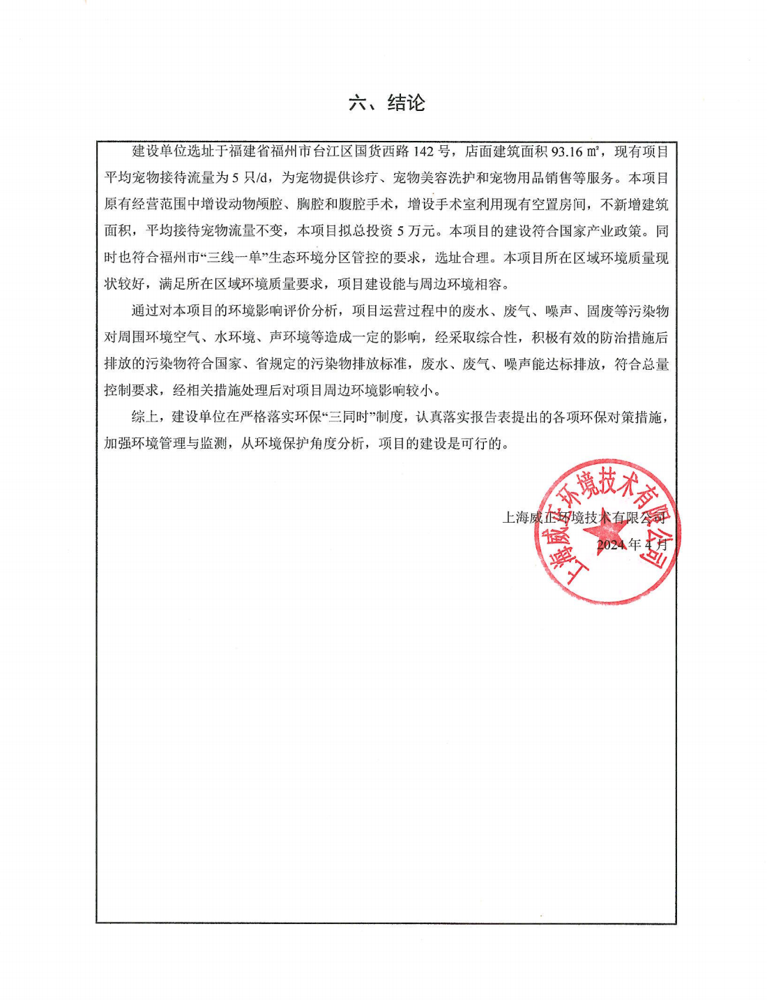 六、结论
建设单位选址于福建省福州市台江区国货西路 142 号，店面建筑面积 93.16 ㎡，现有项目
平均宠物接待流量为 5 只/d，为宠物提供诊疗、宠物美容洗护和宠物用品销售等服务。本项目
原有经营范围中增设动物颅腔、胸腔和腹腔手术，增设手术室利用现有空置房间，不新增建筑
面积，平均接待宠物流量不变，本项目拟总投资 5 万元。本项目的建设符合国家产业政策。同
时也符合福州市“三线一单”生态环境分区管控的要求，选址合理。本项目所在区域环境质量现
状较好，满足所在区域环境质量要求，项目建设能与周边环境相容。
通过对本项目的环境影响评价分析，项目运营过程中的废水、废气、噪声、固废等污染物
对周围环境空气、水环境、声环境等造成一定的影响，经采取综合性，积极有效的防治措施后
排放的污染物符合国家、省规定的污染物排放标准，废水、废气、噪声能达标排放，符合总量
控制要求，经相关措施处理后对项目周边环境影响较小。
综上，建设单位在严格落实环保“三同时”制度，认真落实报告表提出的各项环保对策措施，
加强环境管理与监测，从环境保护角度分析，项目的建设是可行的。
上海威正环境技术有限公司
2024 年 4 月
上海威正环境技术有限公司